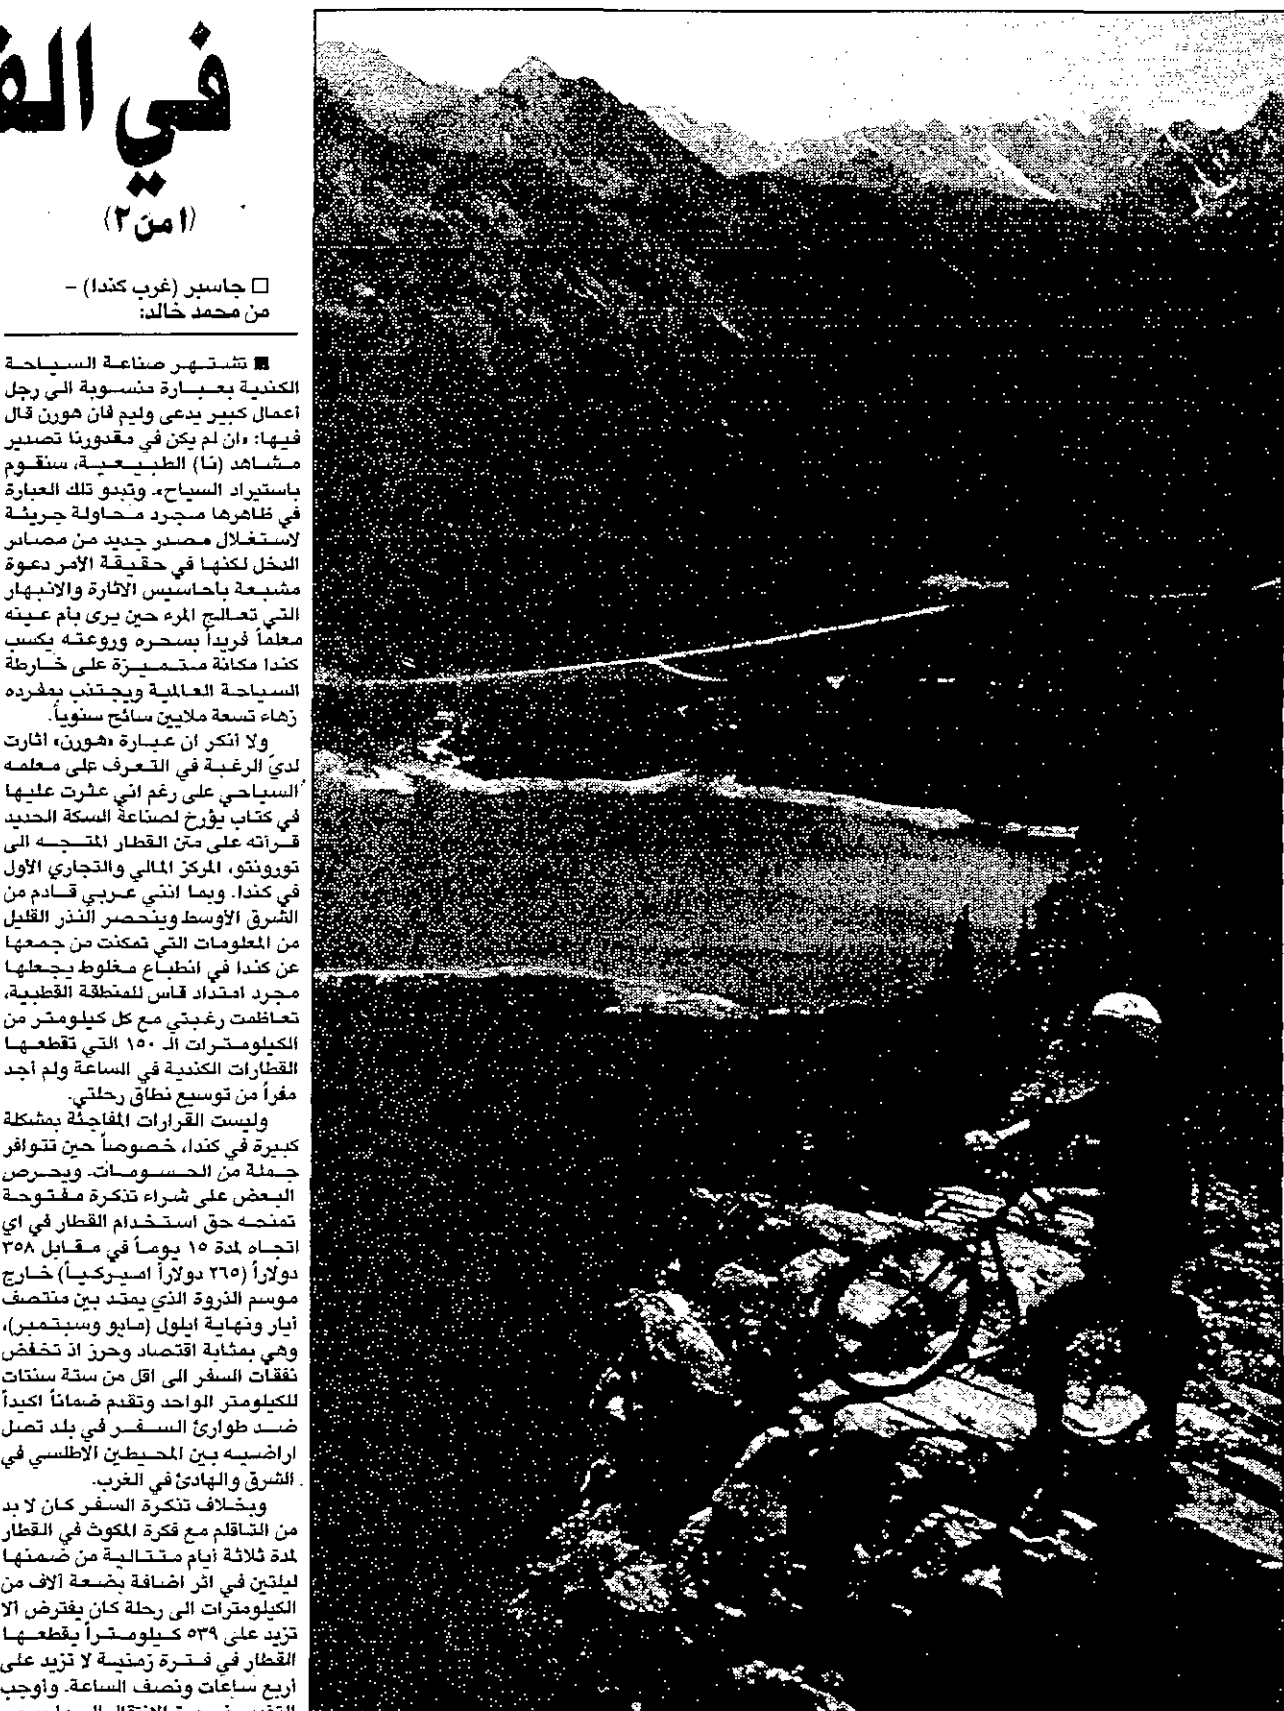 في الف
(١ من ٢)
□ جاسبر (غرب كندا) –
من محمد خالد:
■ تشتهر صناعة السياحة
الكندية بعبارة منسوبة الى رجل
أعمال كبير يدعى وليم فان هورن قال
فيها: «ان لم يكن في مقدورنا تصدير
مشاهد (نا) الطبيعية، سنقوم
باستيراد السياح». وتبدو تلك العبارة
في ظاهرها مجرد محاولة جريئة
لاستغلال مصدر جديد من مصادر
الدخل لكنها في حقيقة الأمر دعوة
مشبعة بأحاسيس الاثارة والانبهار
التي تعالج المرء حين يرى بأم عينه
معلماً فريداً بسحره وروعته يكسب
كندا مكانة متميزة على خارطة
السياحة العالمية ويجتذب بمفرده
زهاء تسعة ملايين سائح سنوياً.
ولا أنكر ان عبارة «هورن» أثارت
لديّ الرغبة في التعرف على معلمه
السياحي على رغم اني عثرت عليها
في كتاب يؤرخ لصناعة السكة الحديد
قرأته على متن القطار المتجه الى
تورونتو، المركز المالي والتجاري الأول
في كندا. وبما انني عربي قادم من
الشرق الأوسط وينحصر النذر القليل
من المعلومات التي تمكنت من جمعها
عن كندا في انطباع مغلوط يجعلها
مجرد امتداد قاس للمنطقة القطبية،
تعاظمت رغبتي مع كل كيلومتر من
الكيلومترات الـ ١٥٠ التي تقطعها
القطارات الكندية في الساعة ولم أجد
مفراً من توسيع نطاق رحلتي.
وليست القرارات المفاجئة بمشكلة
كبيرة في كندا، خصوصاً حين تتوافر
جملة من الحسومات. ويحرص
البعض على شراء تذكرة مفتوحة
تمنحه حق استخدام القطار في اي
اتجاه لمدة ١٥ يوماً في مقابل ٣٥٨
دولاراً (٢٦٥ دولاراً اميركياً) خارج
موسم الذروة الذي يمتد بين منتصف
أيار ونهاية ايلول (مايو وسبتمبر)،
وهي بمثابة اقتصاد وحرز اذ تخفض
نفقات السفر الى اقل من ستة سنتات
للكيلومتر الواحد وتقدم ضماناً اكيداً
ضد طوارئ السفر في بلد تصل
اراضيه بين المحيطين الاطلسي في
الشرق والهادئ في الغرب.
وبخلاف تذكرة السفر كان لا بد
من التاقلم مع فكرة المكوث في القطار
لمدة ثلاثة أيام متتالية من ضمنها
ليلتين في اثر اضافة بضعة آلاف من
الكيلومترات الى رحلة كان يفترض ألا
تزيد على ٥٣٩ كيلومتراً يقطعها
القطار في فترة زمنية لا تزيد على
أربع ساعات ونصف الساعة. وأوجب